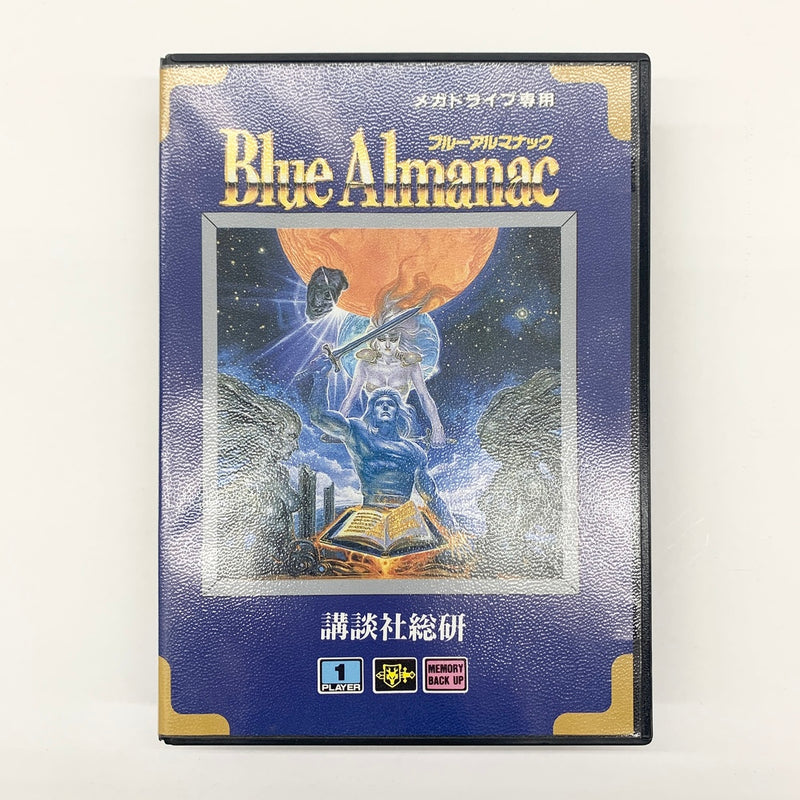 メガドライブ専用
ブルーアルマナック
Blue Almanac
講談社総研
1
PLAYER
MEMORY
BACK UP